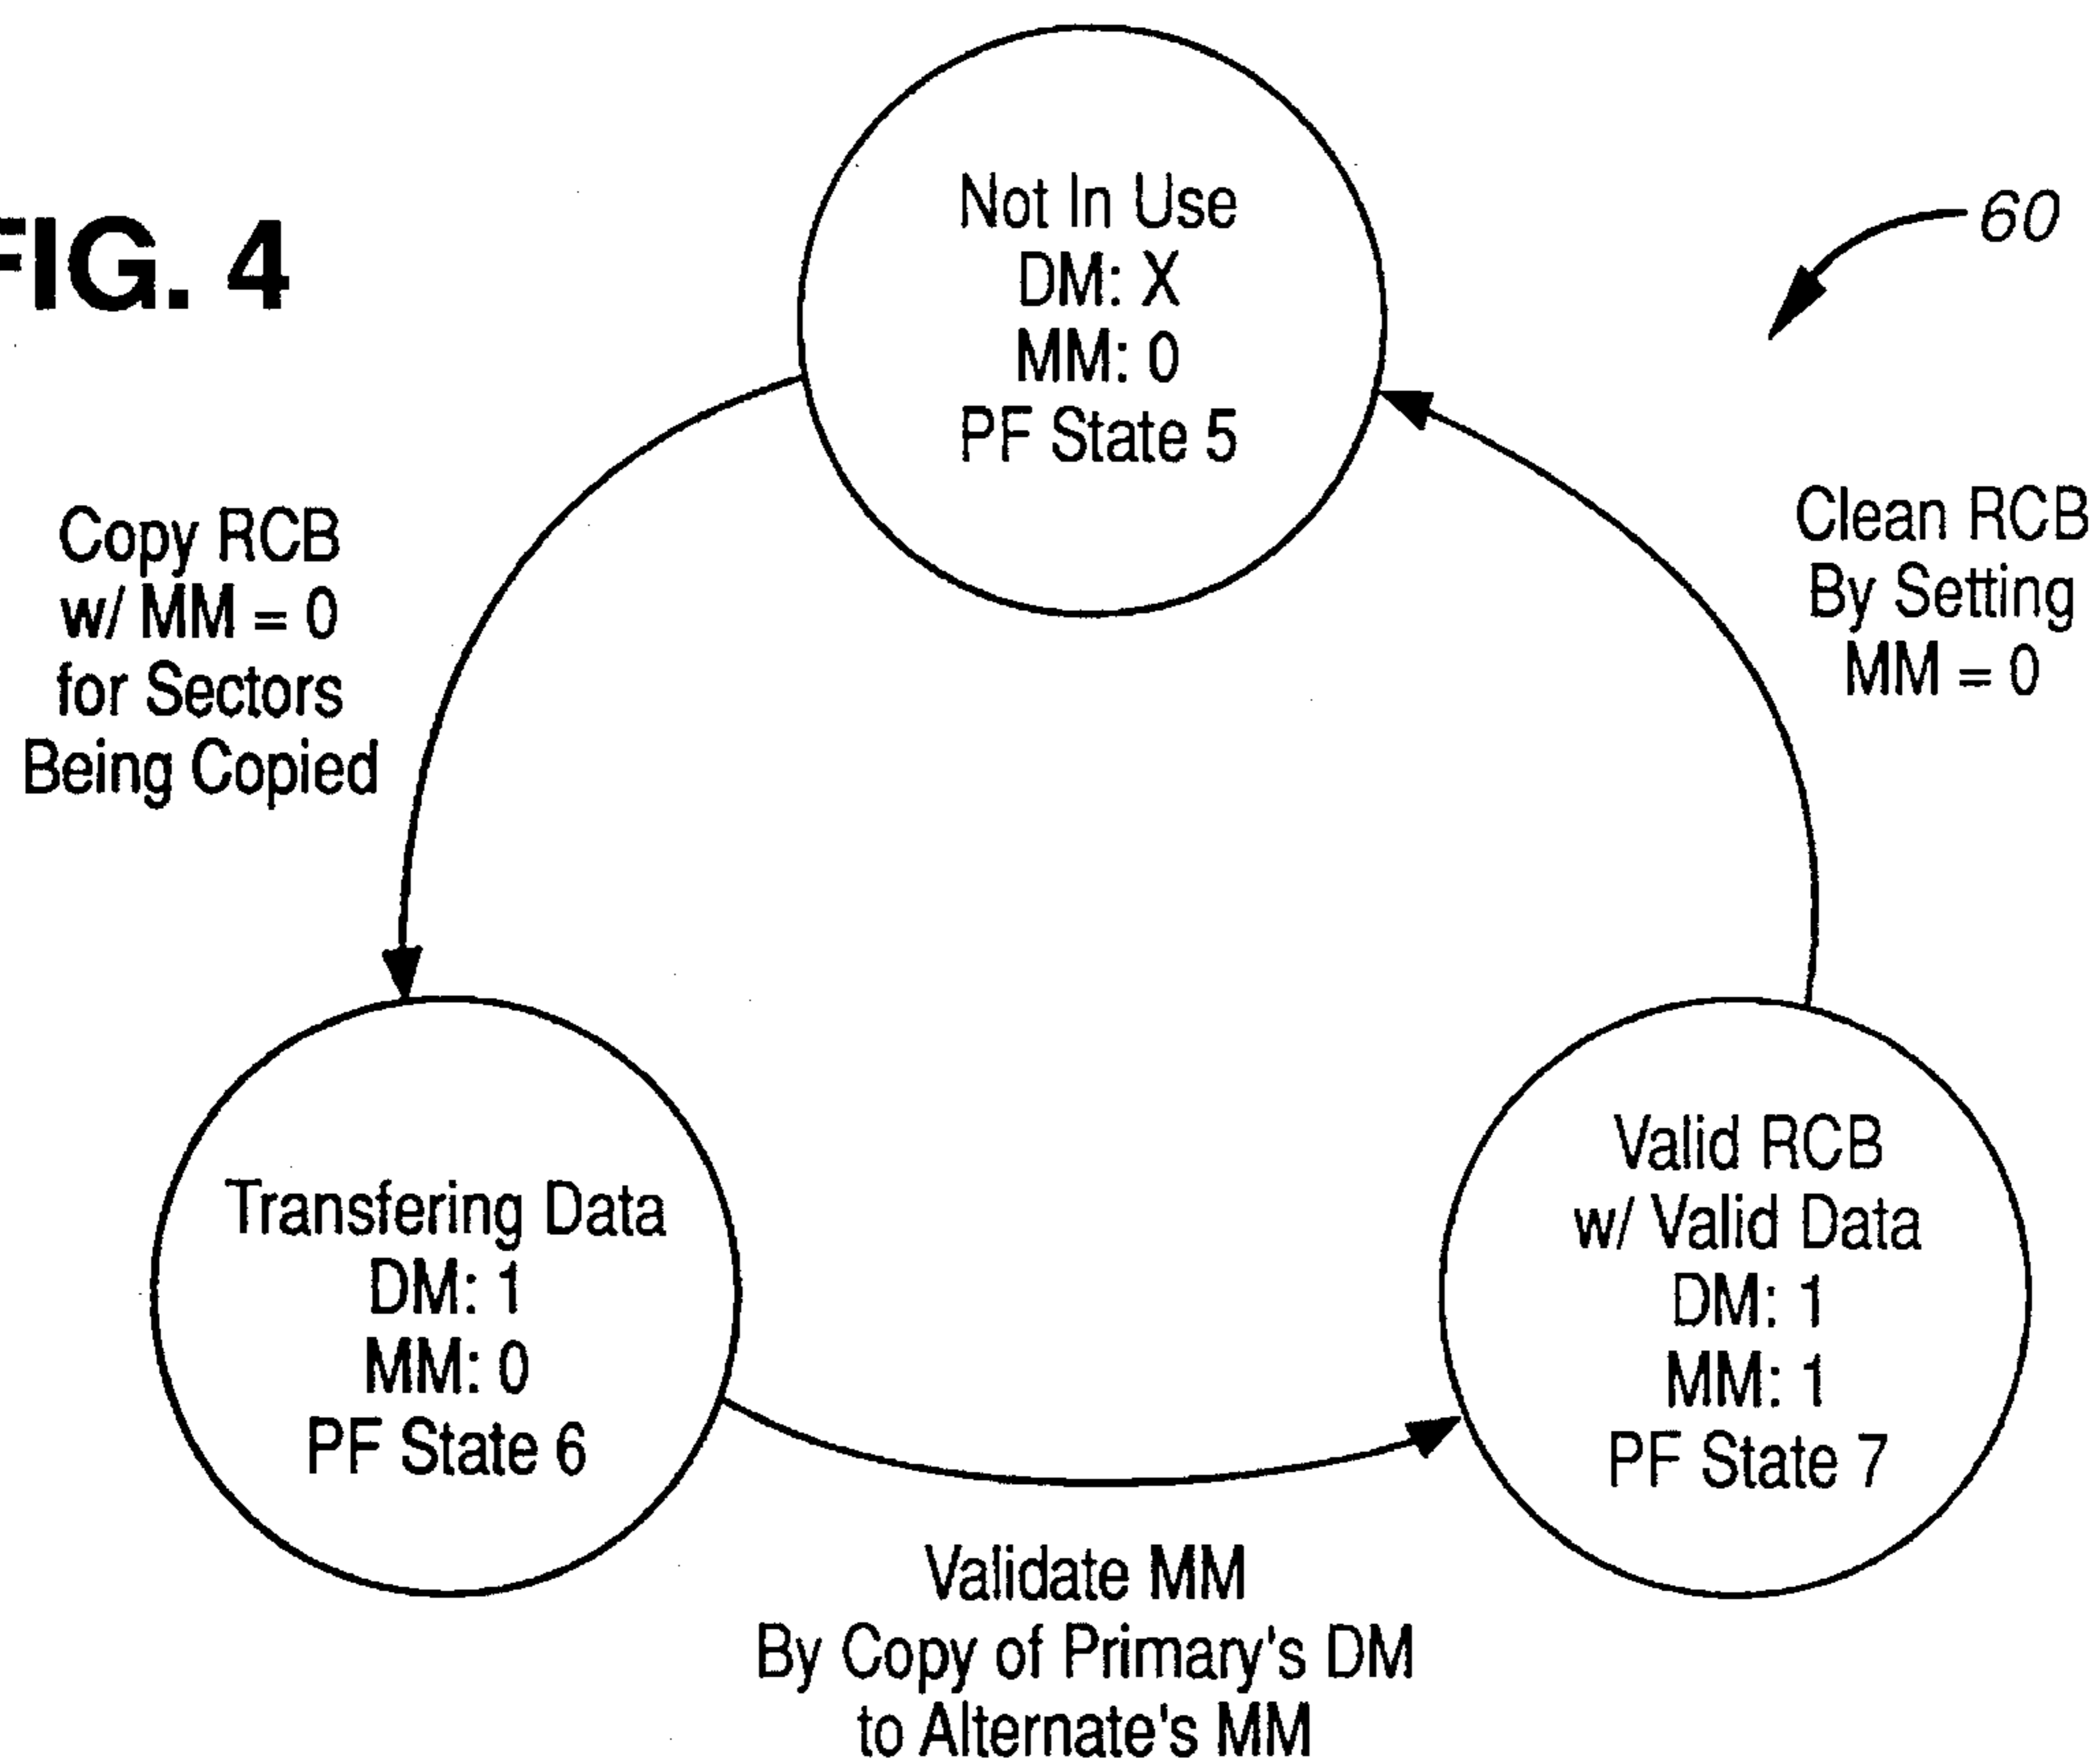 FIG. 4
60
Not In Use
DM: X
MM: 0
PF State 5
Copy RCB
w/ MM = 0
for Sectors
Being Copied
Clean RCB
By Setting
MM = 0
Transfering Data
DM: 1
MM: 0
PF State 6
Valid RCB
w/ Valid Data
DM: 1
MM: 1
PF State 7
Validate MM
By Copy of Primary's DM
to Alternate's MM